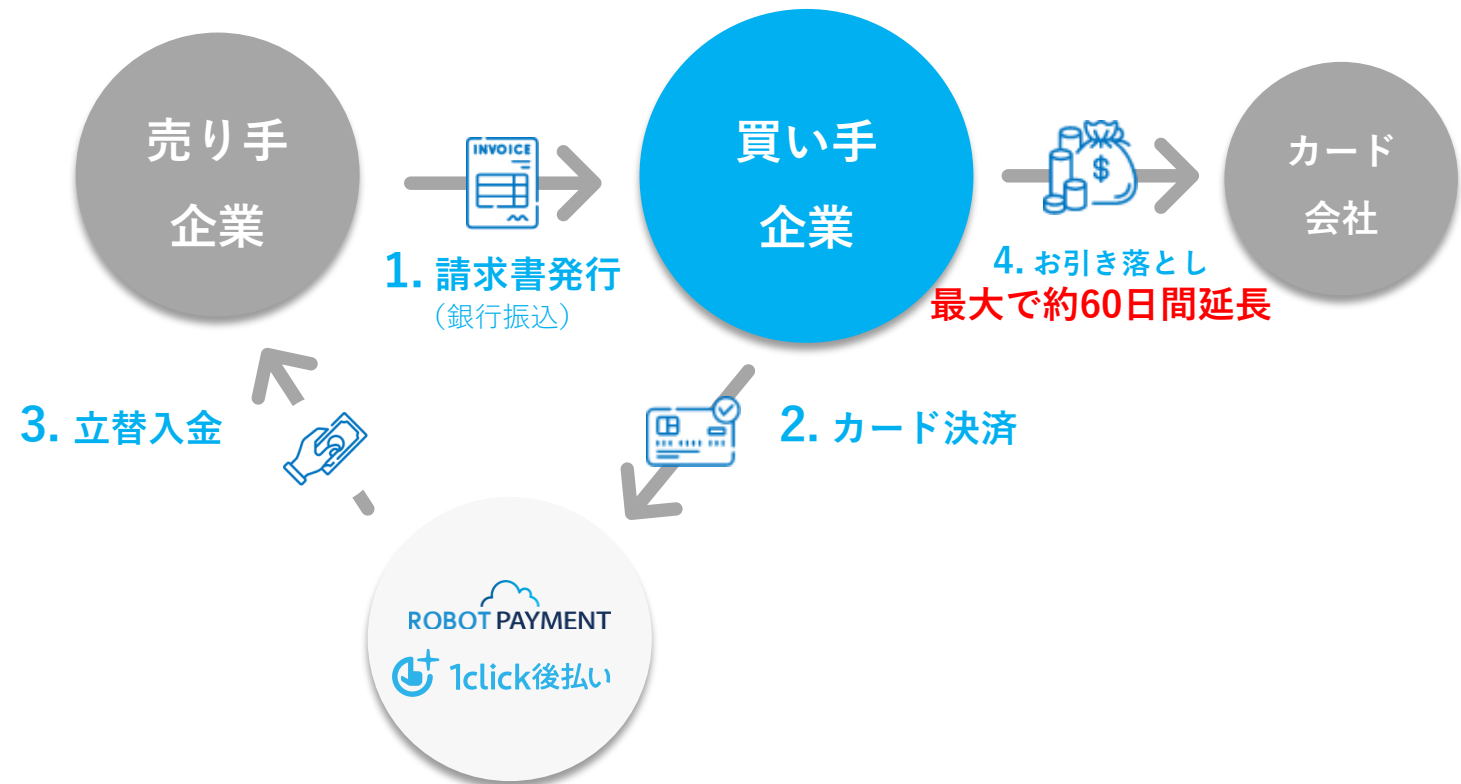 売り手
企業
INVOICE
1. 請求書発行
（銀行振込）
買い手
企業
$
4. お引き落とし
最大で約60日間延長
カード
会社
2. カード決済
3. 立替入金
ROBOT PAYMENT
1click後払い